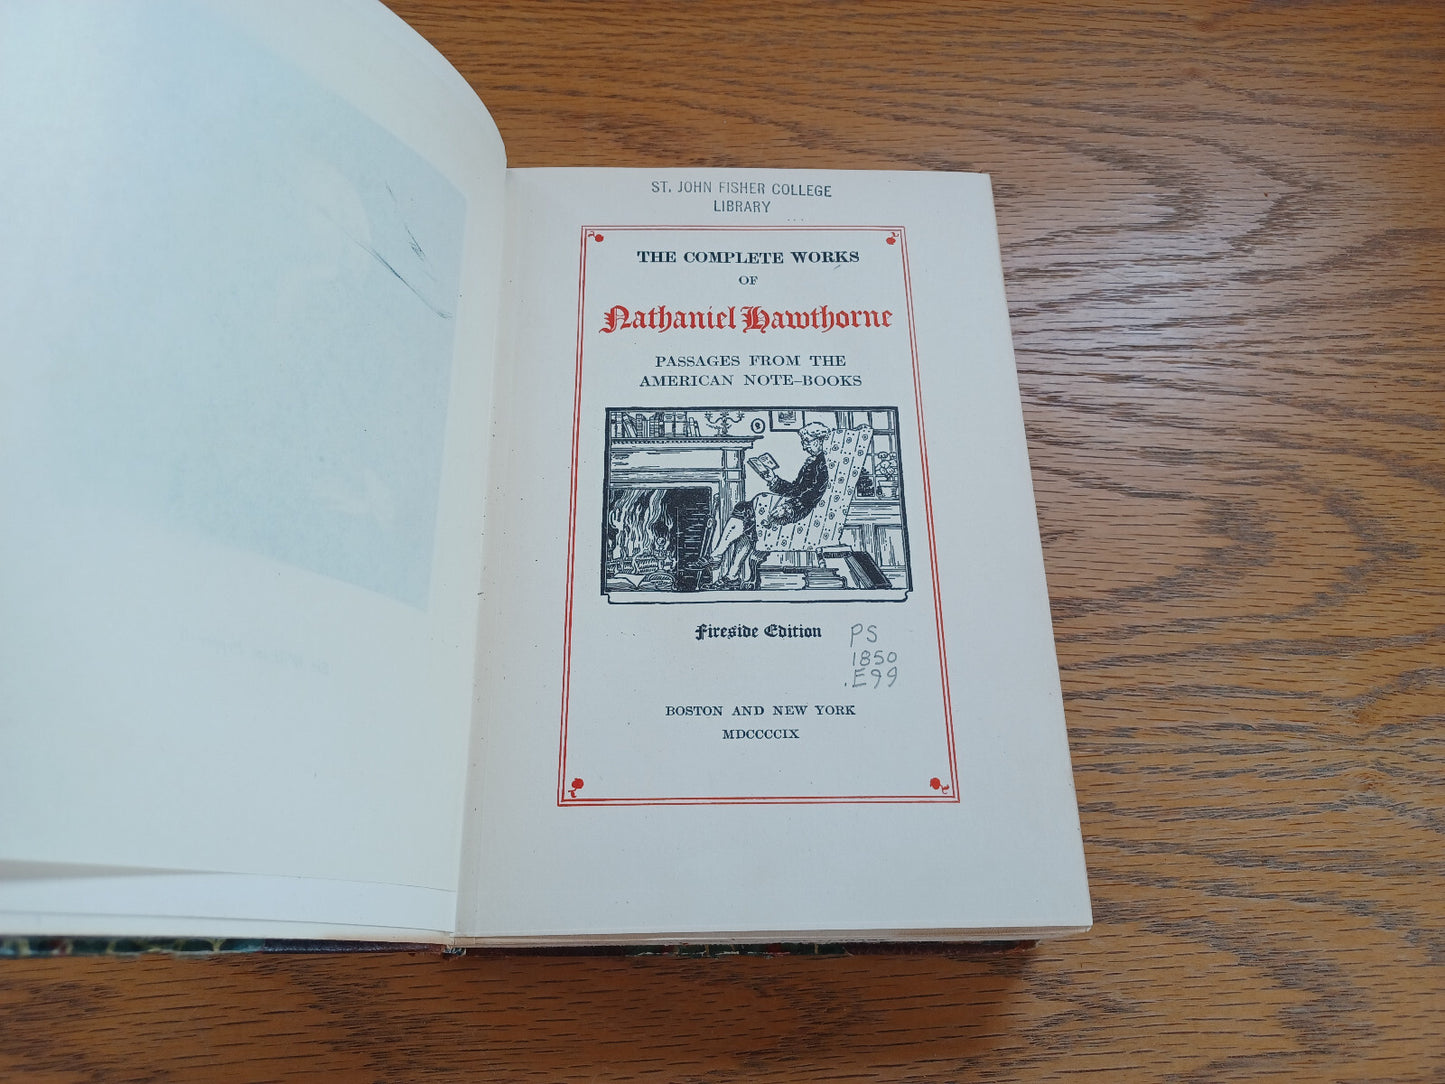 ST. JOHN FISHER COLLEGE
LIBRARY
THE COMPLETE WORKS
OF
Nathaniel Hawthorne
PASSAGES FROM THE
AMERICAN NOTE-BOOKS
Fireside Edition
PS
1850
.E99
BOSTON AND NEW YORK
MDCCCCIX